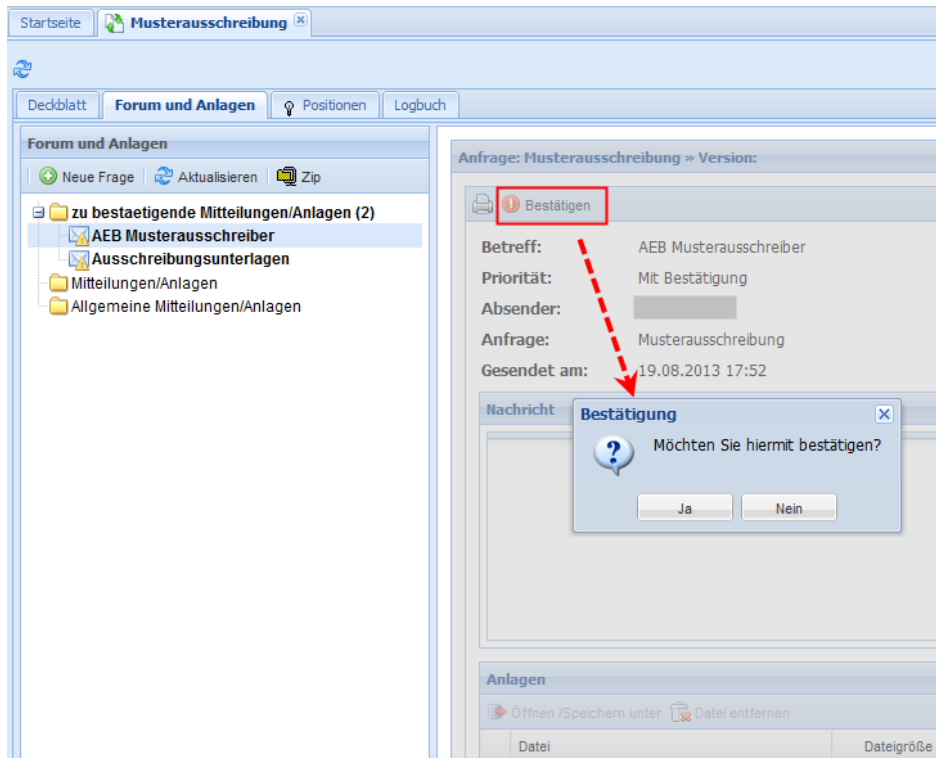 Startseite
Musterausschreibung
Deckblatt
Forum und Anlagen
Positionen
Logbuch
Forum und Anlagen
Neue Frage
Aktualisieren
Zip
zu bestaetigende Mitteilungen/Anlagen (2)
AEB Musterausschreiber
Ausschreibungsunterlagen
Mitteilungen/Anlagen
Allgemeine Mitteilungen/Anlagen
Anfrage: Musterausschreibung » Version:
Bestätigen
Betreff: AEB Musterausschreiber
Priorität: Mit Bestätigung
Absender:
Anfrage: Musterausschreibung
Gesendet am: 19.08.2013 17:52
Nachricht
Bestätigung
Möchten Sie hiermit bestätigen?
Ja
Nein
Anlagen
Öffnen /Speichern unter
Datei entfernen
Datei
Dateigröße